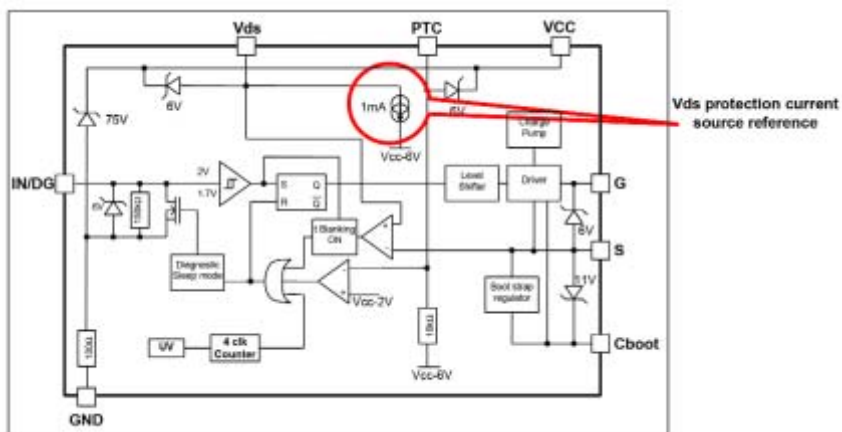 Vds
PTC
VCC
6V
1mA
6V
Vds protection current
source reference
75V
Charge
Pump
Vcc-6V
IN/DG
2V
1.7V
S
Q
R
Level
Shifter
Driver
G
6V
t Blanking
ON
S
Diagnostic
Sleep mode
Boot strap
regulator
11V
Vcc-2V
UV
4 clk
Counter
Vcc-6V
Cboot
GND